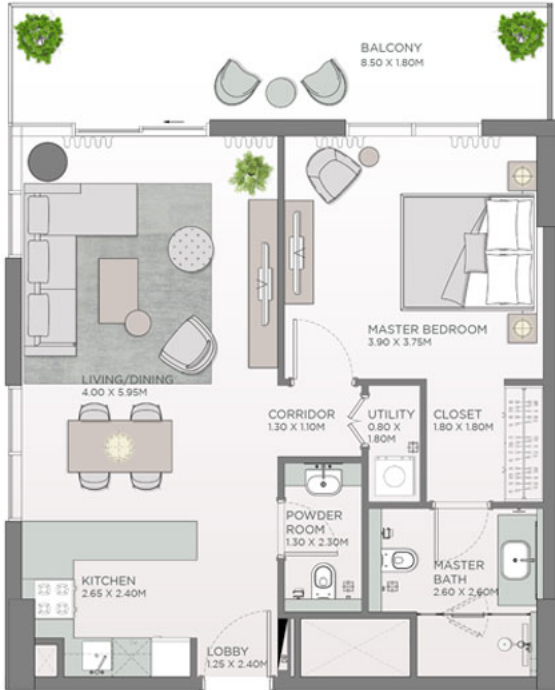 BALCONY
8.50 X 1.80M
MASTER BEDROOM
3.90 X 3.75M
LIVING/DINING
4.00 X 5.95M
CORRIDOR
1.30 X 1.10M
UTILITY
0.80 X
1.80M
CLOSET
1.80 X 1.80M
POWDER
ROOM
1.30 X 2.30M
MASTER
BATH
2.60 X 2.60M
KITCHEN
2.65 X 2.40M
LOBBY
1.25 X 2.40M